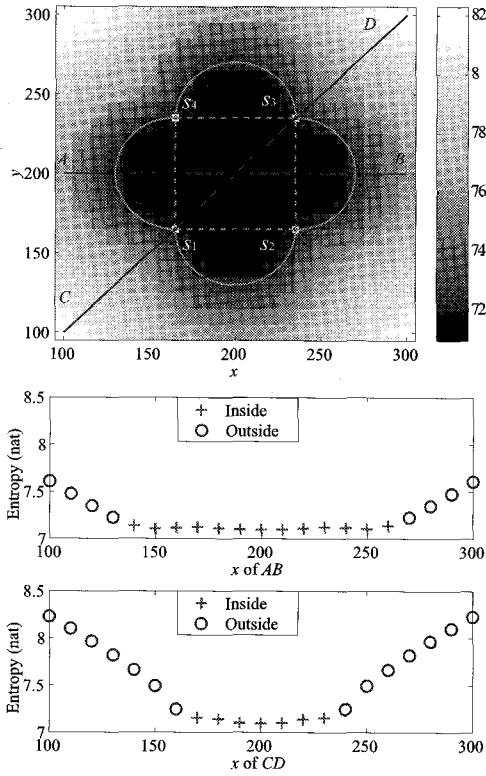 300
D
82
250
S4
S3
8
A
B
78
y
200
76
S1
S2
74
150
C
72
100
100
150
200
250
300
x
8.5
+ Inside
O Outside
8
Entropy (nat)
7.5
7
100
150
200
250
300
x of AB
8.5
+ Inside
O Outside
8
Entropy (nat)
7.5
7
100
150
200
250
300
x of CD